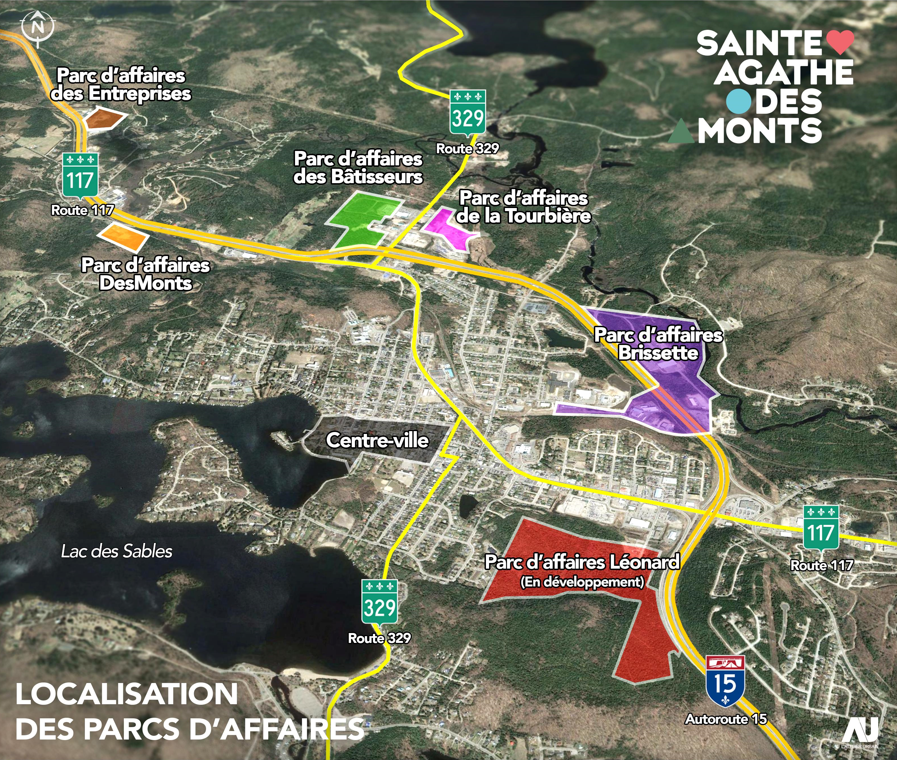 N
SAINTE
AGATHE
DES
MONTS
Parc d'affaires
des Entreprises
329
Route 329
117
Route 117
Parc d'affaires
des Bâtisseurs
Parc d'affaires
de la Tourbière
Parc d'affaires
DesMonts
Parc d'affaires
Brissette
Centre-ville
Lac des Sables
117
Route 117
Parc d'affaires Léonard
(En développement)
329
Route 329
15
Autoroute 15
LOCALISATION
DES PARCS D'AFFAIRES
AU